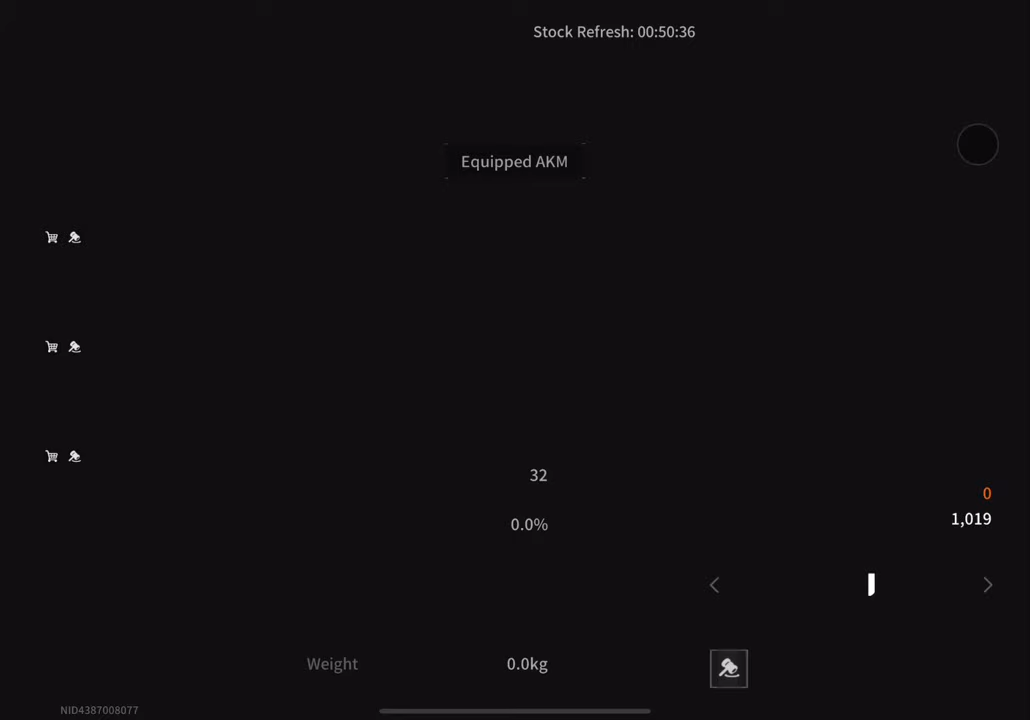 Stock Refresh: 00:50:36
Equipped AKM
32
0
0.0%
1,019
Weight 0.0kg
NID4387008077